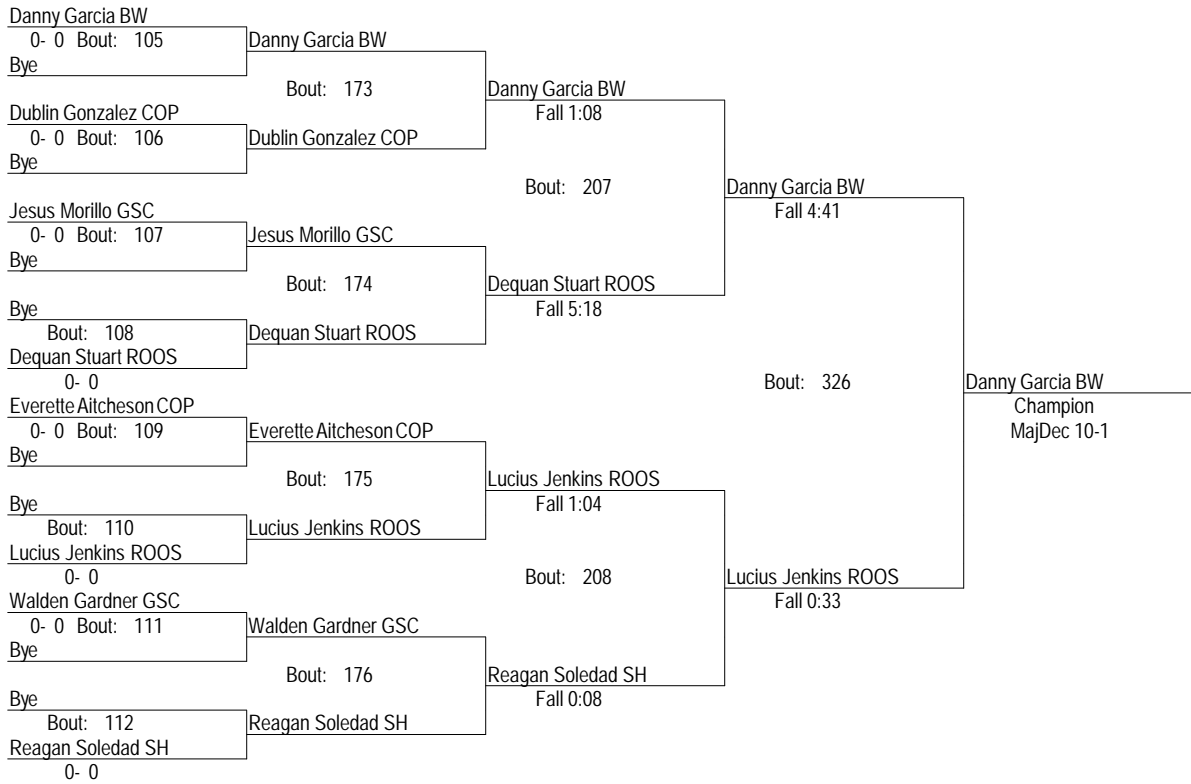 Danny Garcia BW
0- 0 Bout: 105
Danny Garcia BW
Bye
Bout: 173
Danny Garcia BW
Dublin Gonzalez COP
Fall 1:08
0- 0 Bout: 106
Dublin Gonzalez COP
Bye
Bout: 207
Danny Garcia BW
Jesus Morillo GSC
Fall 4:41
0- 0 Bout: 107
Jesus Morillo GSC
Bye
Bout: 174
Dequan Stuart ROOS
Bye
Fall 5:18
Bout: 108
Dequan Stuart ROOS
Dequan Stuart ROOS
0- 0
Bout: 326
Danny Garcia BW
Everette Aitcheson COP
Champion
0- 0 Bout: 109
Everette Aitcheson COP
MajDec 10-1
Bye
Bout: 175
Lucius Jenkins ROOS
Bye
Fall 1:04
Bout: 110
Lucius Jenkins ROOS
Lucius Jenkins ROOS
0- 0
Bout: 208
Lucius Jenkins ROOS
Walden Gardner GSC
Fall 0:33
0- 0 Bout: 111
Walden Gardner GSC
Bye
Bout: 176
Reagan Soledad SH
Bye
Fall 0:08
Bout: 112
Reagan Soledad SH
Reagan Soledad SH
0- 0